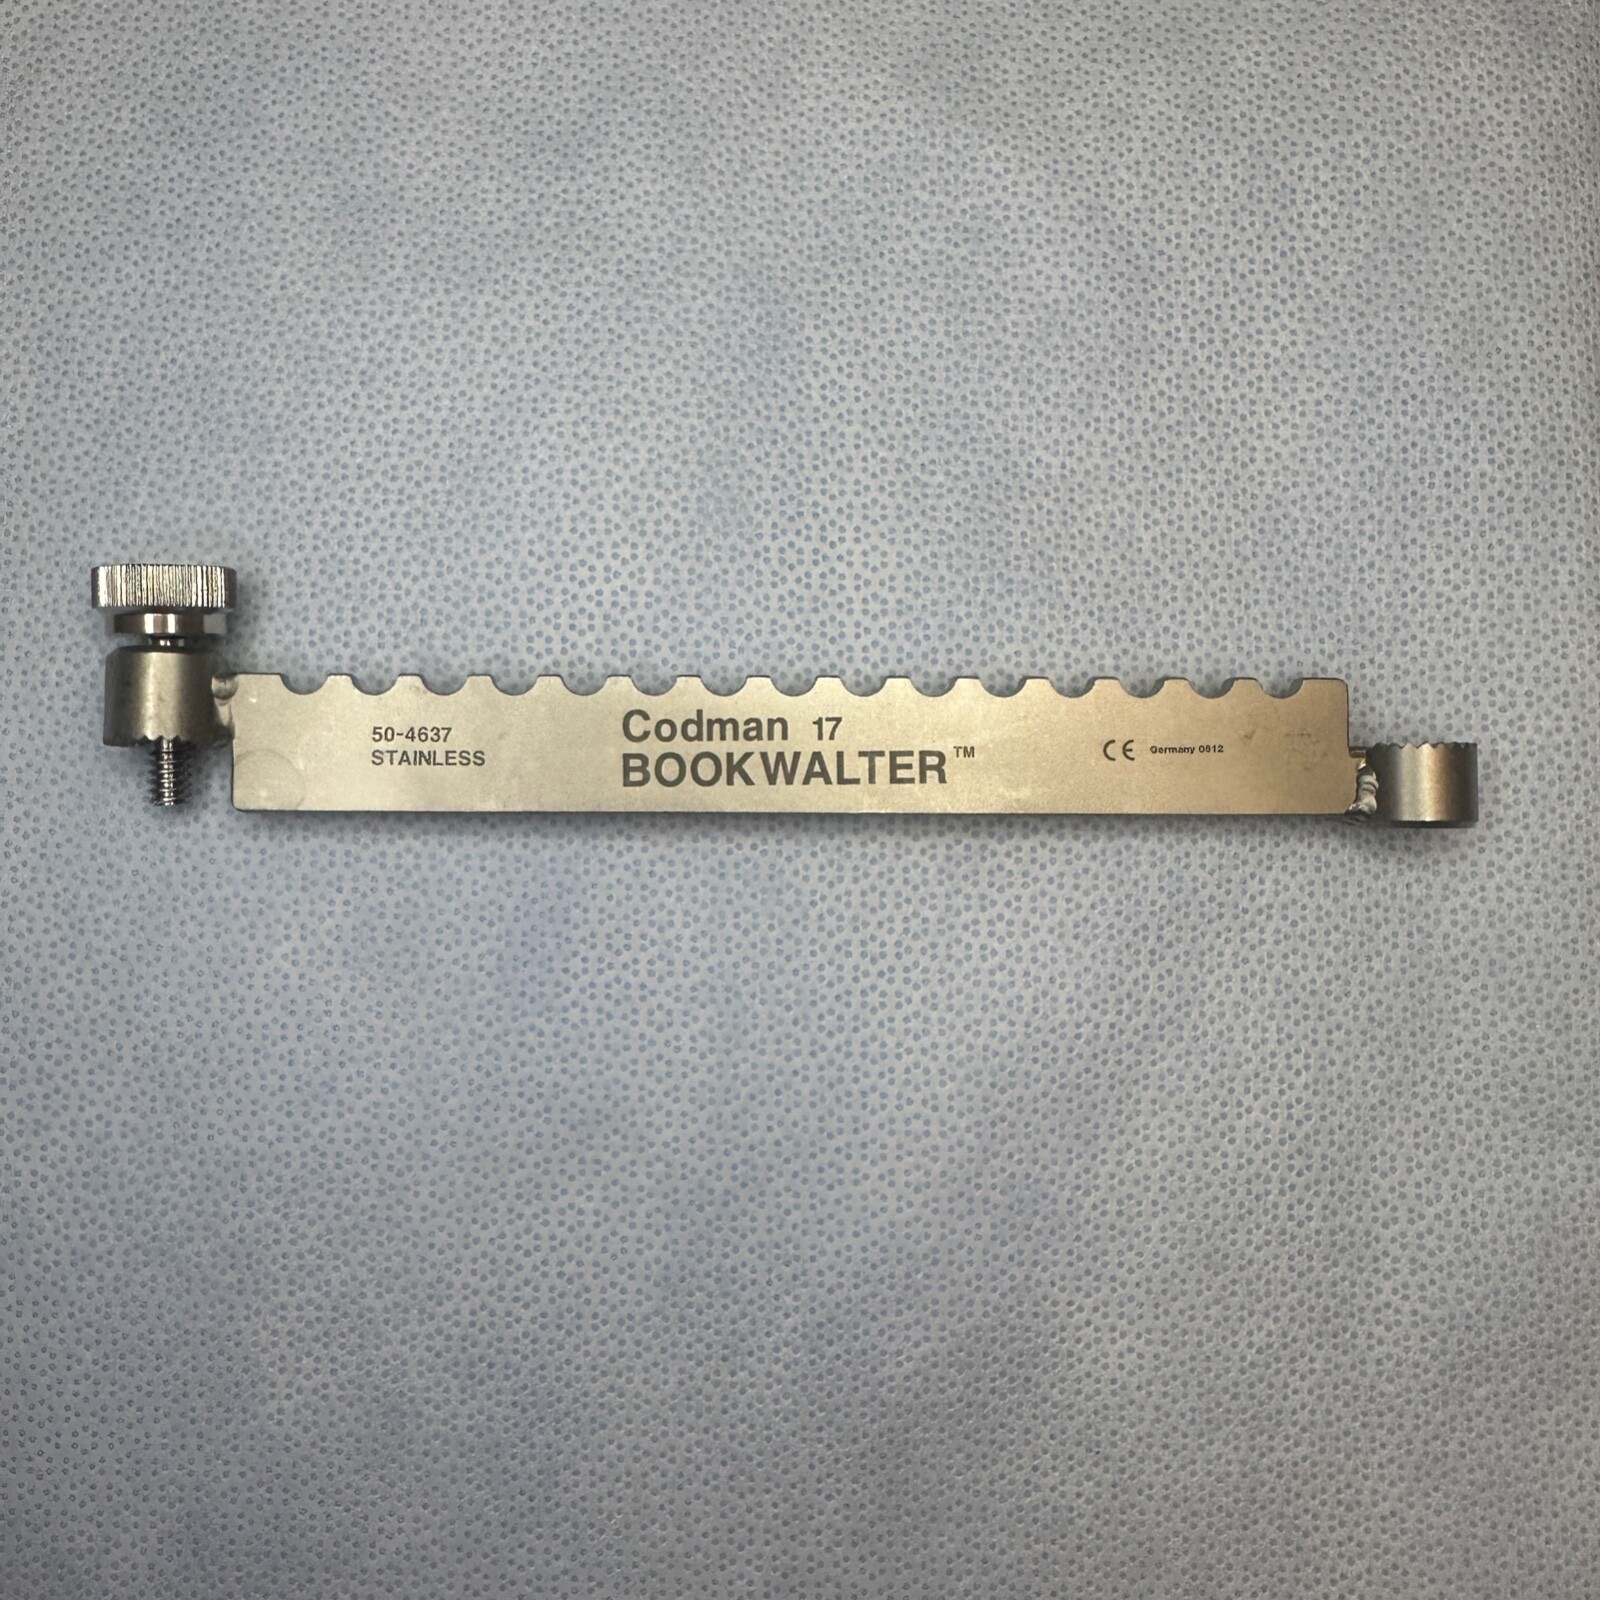 50-4637
STAINLESS
Codman 17
BOOKWALTER™
CE Germany 0812